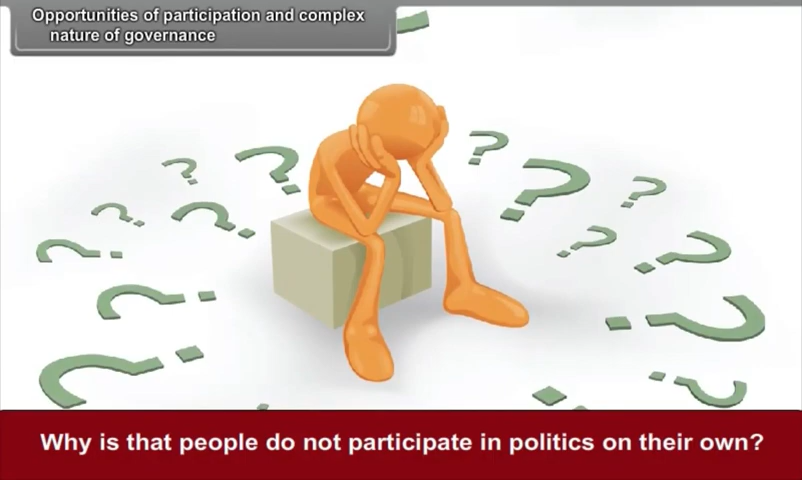 Opportunities of participation and complex
nature of governance
Why is that people do not participate in politics on their own?